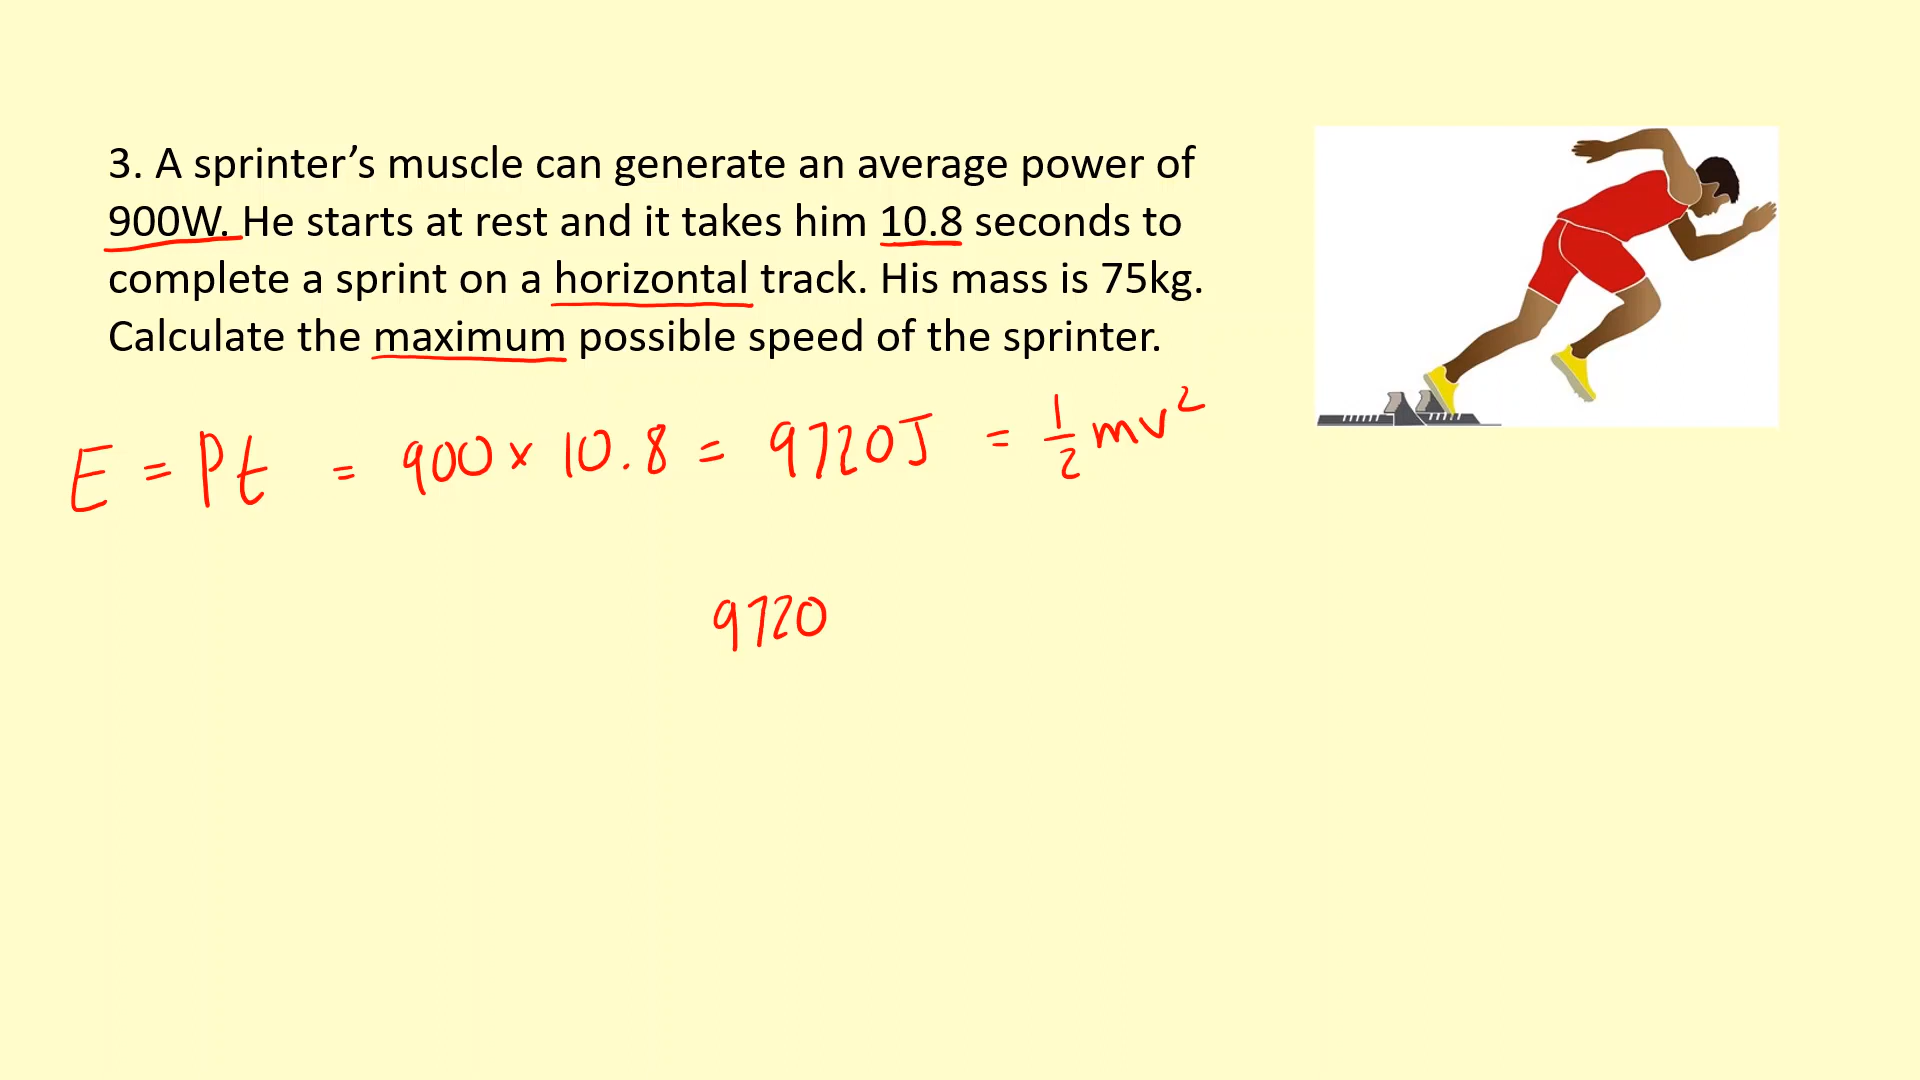 3. A sprinter’s muscle can generate an average power of
900W. He starts at rest and it takes him 10.8 seconds to
complete a sprint on a horizontal track. His mass is 75kg.
Calculate the maximum possible speed of the sprinter.
E = Pt = 900 × 10.8 = 9720J = 1/2 mv²
9720